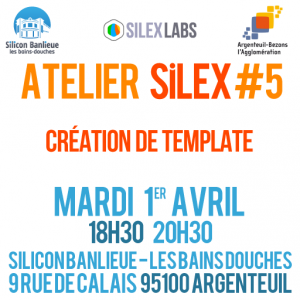 Silicon Banlieue
les bains-douches
SILEX LABS
Argenteuil-Bezons
l'Agglomération
ATELIER SiLEX #5
CRÉATION DE TEMPLATE
MARDI 1ER AVRIL
18H30 20H30
SILICON BANLIEUE - LES BAINS DOUCHES
9 RUE DE CALAIS 95100 ARGENTEUIL